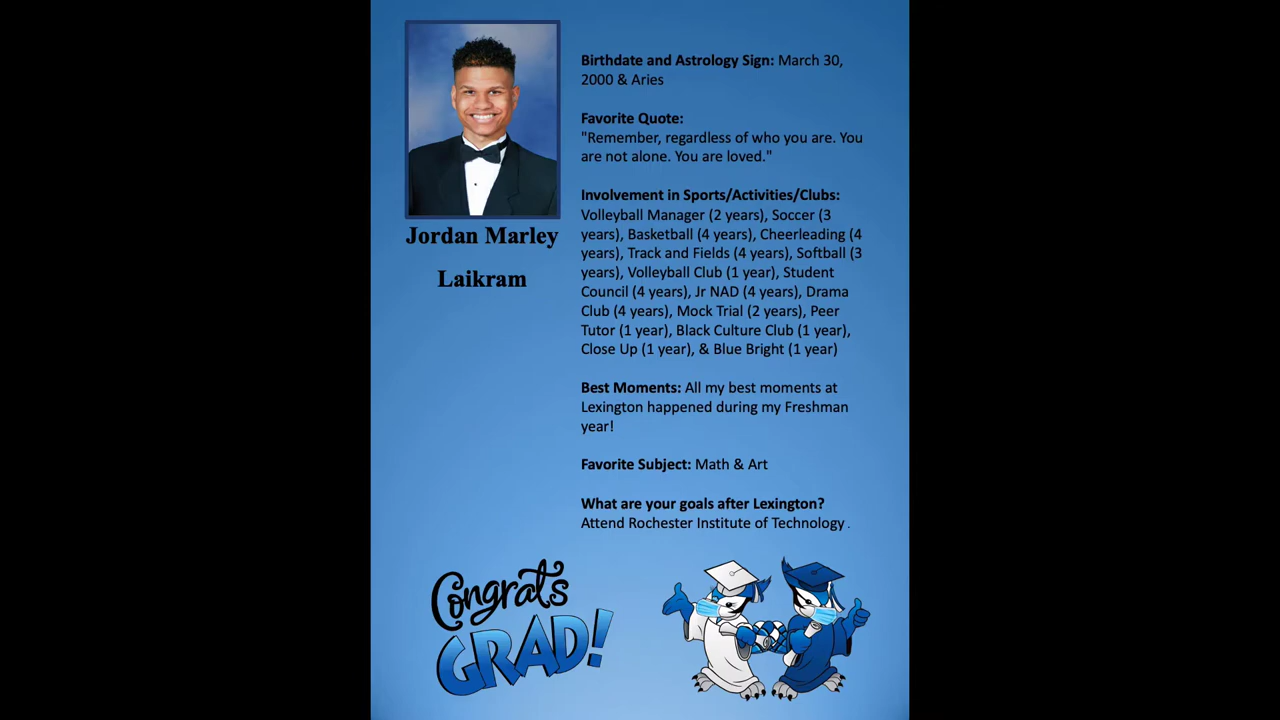 Jordan Marley
Laikram
Birthdate and Astrology Sign: March 30,
2000 & Aries
Favorite Quote:
"Remember, regardless of who you are. You
are not alone. You are loved."
Involvement in Sports/Activities/Clubs:
Volleyball Manager (2 years), Soccer (3
years), Basketball (4 years), Cheerleading (4
years), Track and Fields (4 years), Softball (3
years), Volleyball Club (1 year), Student
Council (4 years), Jr NAD (4 years), Drama
Club (4 years), Mock Trial (2 years), Peer
Tutor (1 year), Black Culture Club (1 year),
Close Up (1 year), & Blue Bright (1 year)
Best Moments: All my best moments at
Lexington happened during my Freshman
year!
Favorite Subject: Math & Art
What are your goals after Lexington?
Attend Rochester Institute of Technology.
Congrats
GRAD!